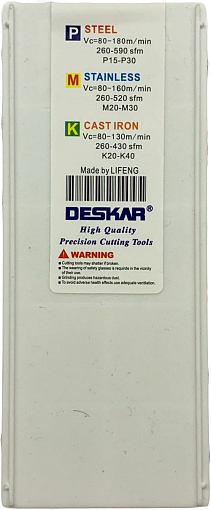 P STEEL
Vc=80-180m/min
260-590 sfm
P15-P30
M STAINLESS
Vc=80-160m/min
260-520 sfm
M20-M30
K CAST IRON
Vc=80-130m/min
260-430 sfm
K20-K40
Made by LIFENG
DESKAR®
High Quality
Precision Cutting Tools
WARNING
■ Cutting tools may shatter if broken.
■ The wearing of safety glasses is requiride in the vicinity
of their use.
■ Grinding produces hazardous dust.
■ To avoid adverse health effects use adequate ventilation.